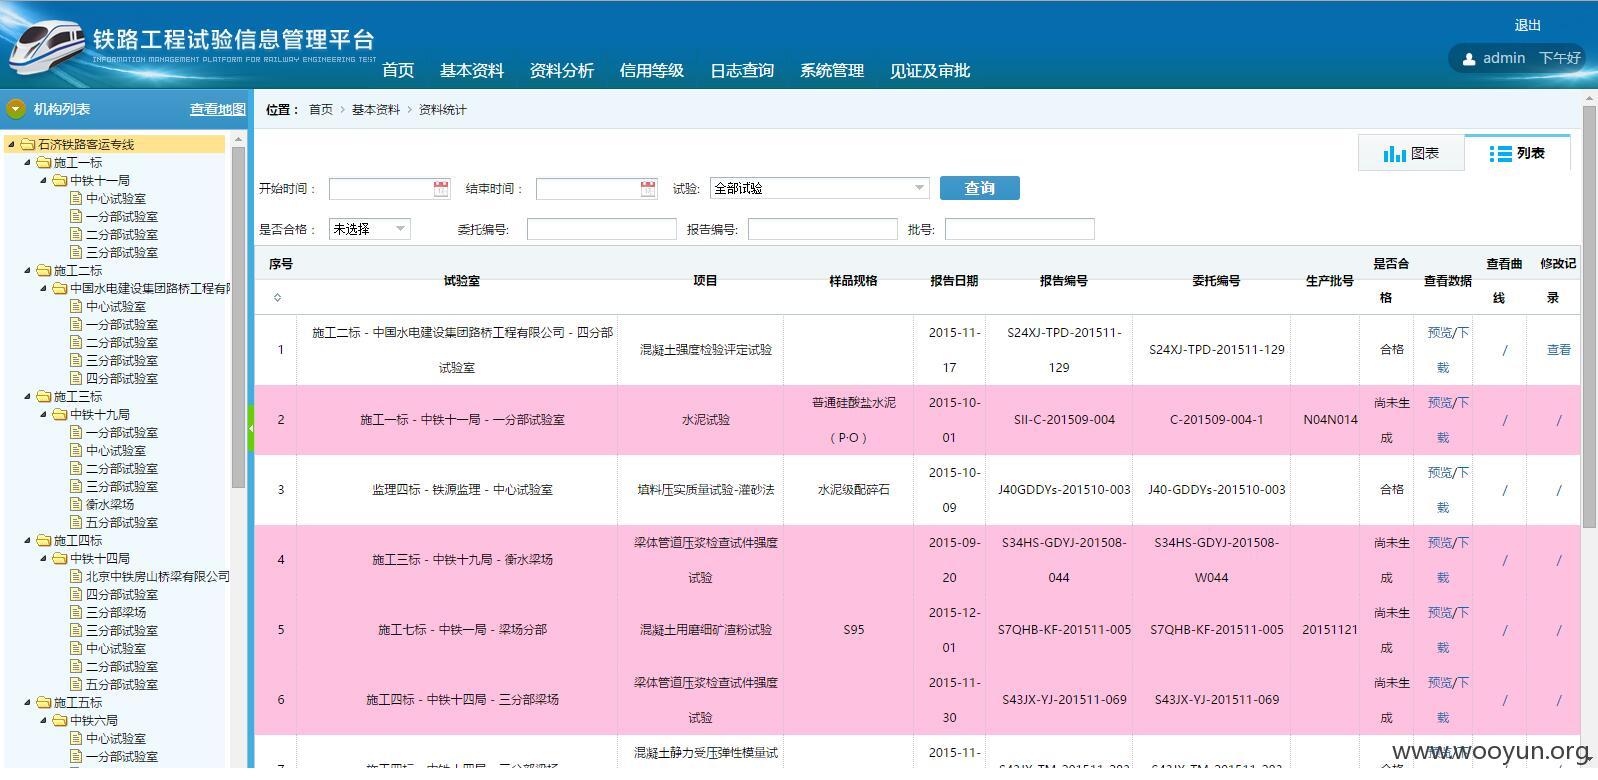 铁路工程试验信息管理平台
INFORMATION MANAGEMENT PLATFORM FOR RAILWAY ENGINEERING TEST
首页 基本资料 资料分析 信用等级 日志查询 系统管理 见证及审批
退出
admin 下午好
机构列表 查看地图
石济铁路客运专线
施工一标
中铁十一局
中心试验室
一分部试验室
二分部试验室
三分部试验室
施工二标
中国水电建设集团路桥工程有
中心试验室
一分部试验室
二分部试验室
三分部试验室
四分部试验室
施工三标
中铁十九局
一分部试验室
中心试验室
二分部试验室
三分部试验室
衡水梁场
五分部试验室
施工四标
中铁十四局
北京中铁房山桥梁有限公司
四分部试验室
三分部梁场
三分部试验室
中心试验室
二分部试验室
五分部试验室
施工五标
中铁六局
中心试验室
一分部试验室
位置： 首页 > 基本资料 > 资料统计
图表 列表
开始时间： 结束时间： 试验: 全部试验 查询
是否合格： 未选择 委托编号: 报告编号: 批号:
序号 试验室 项目 样品规格 报告日期 报告编号 委托编号 生产批号 是否合格 查看数据 查看曲线 修改记录
1 施工二标 - 中国水电建设集团路桥工程有限公司 - 四分部试验室 混凝土强度检验评定试验 2015-11-17 S24XJ-TPD-201511-129 S24XJ-TPD-201511-129 合格 预览/下载 / 查看
2 施工一标 - 中铁十一局 - 一分部试验室 水泥试验 普通硅酸盐水泥（P·O） 2015-10-01 SII-C-201509-004 C-201509-004-1 N04N014 尚未生成 预览/下载 / /
3 监理四标 - 铁源监理 - 中心试验室 填料压实质量试验-灌砂法 水泥级配碎石 2015-10-09 J40GDDYs-201510-003 J40-GDDYs-201510-003 合格 预览/下载 / /
4 施工三标 - 中铁十九局 - 衡水梁场 梁体管道压浆检查试件强度试验 2015-09-20 S34HS-GDYJ-201508-044 S34HS-GDYJ-201508-W044 尚未生成 预览/下载 / /
5 施工七标 - 中铁一局 - 梁场分部 混凝土用磨细矿渣粉试验 S95 2015-12-01 S7QHB-KF-201511-005 S7QHB-KF-201511-005 20151121 尚未生成 预览/下载 / /
6 施工四标 - 中铁十四局 - 三分部梁场 梁体管道压浆检查试件强度试验 2015-11-30 S43JX-YJ-201511-069 S43JX-YJ-201511-069 尚未生成 预览/下载 / /
混凝土静力受压弹性模量试 2015-11- 预览/下
www.wooyun.org